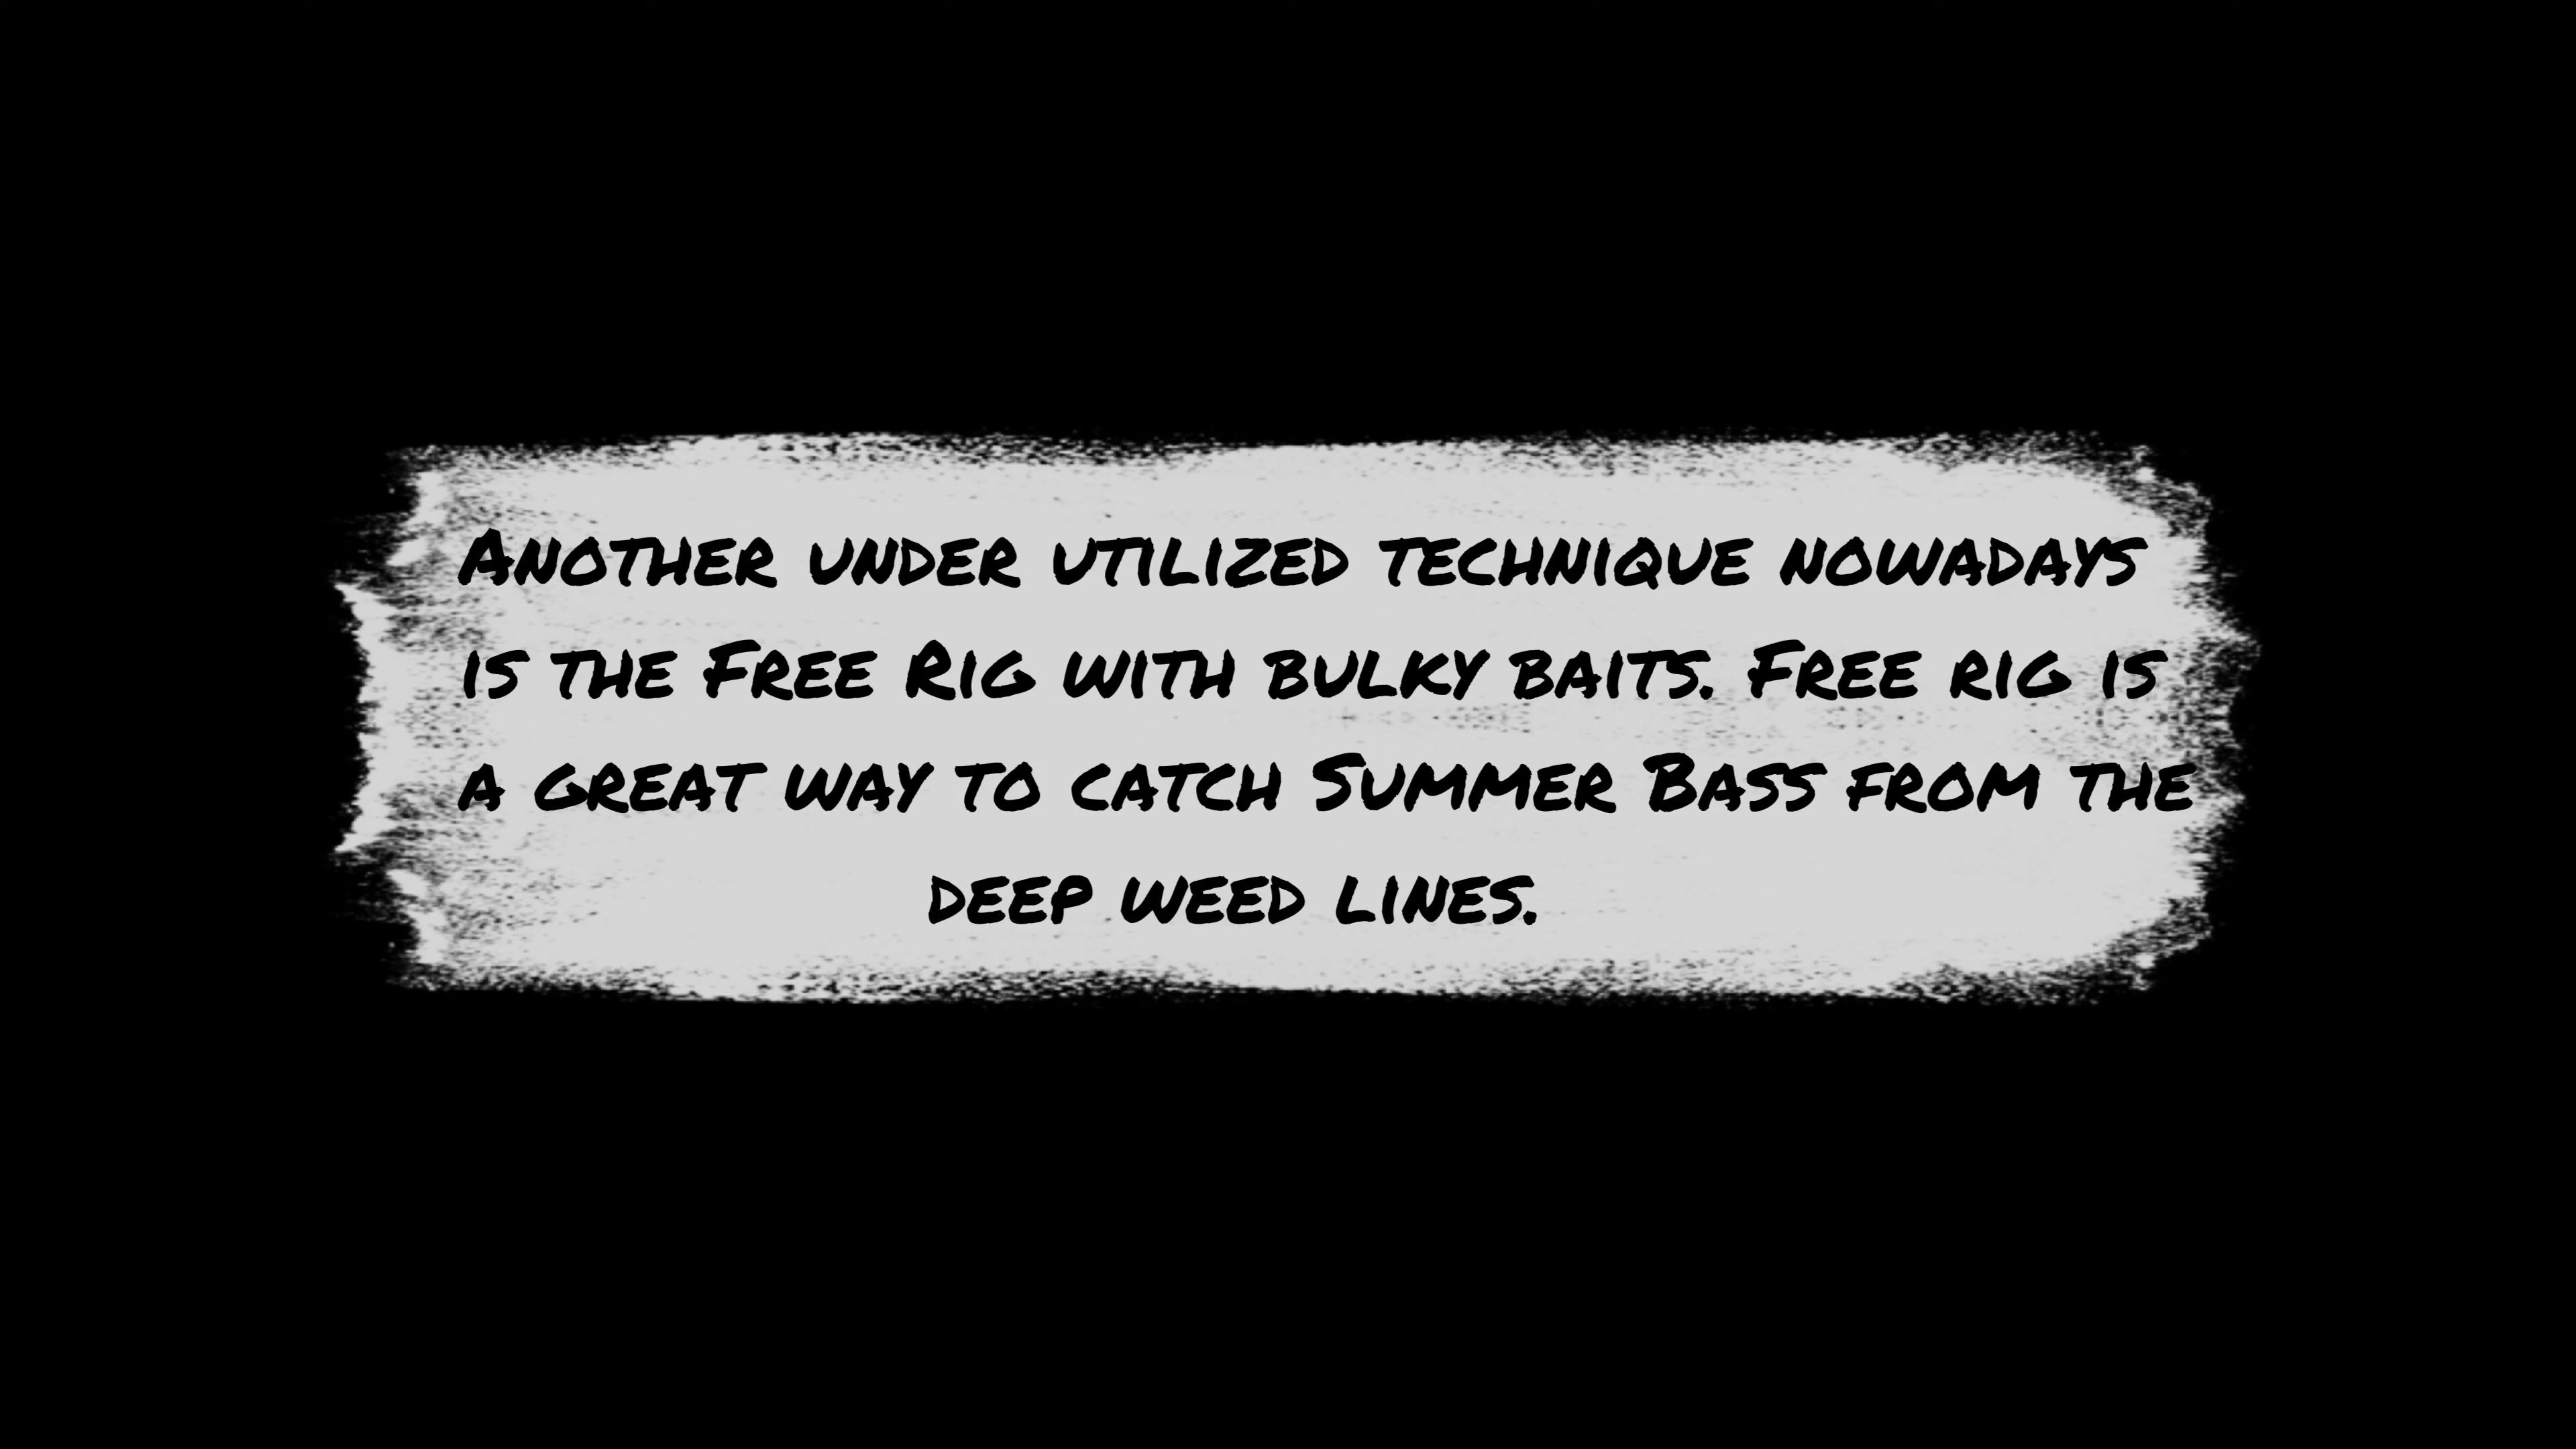 Another under utilized technique nowadays
is the Free Rig with bulky baits. Free rig is
a great way to catch Summer Bass from the
deep weed lines.